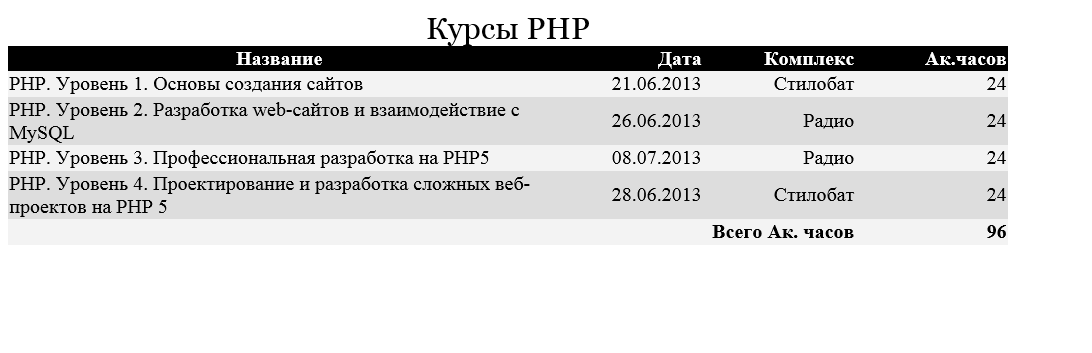 Курсы PHP
Название Дата Комплекс Ак.часов
PHP. Уровень 1. Основы создания сайтов 21.06.2013 Стилобат 24
PHP. Уровень 2. Разработка web-сайтов и взаимодействие с
MySQL 26.06.2013 Радио 24
PHP. Уровень 3. Профессиональная разработка на PHP5 08.07.2013 Радио 24
PHP. Уровень 4. Проектирование и разработка сложных веб-
проектов на PHP 5 28.06.2013 Стилобат 24
Всего Ак. часов 96